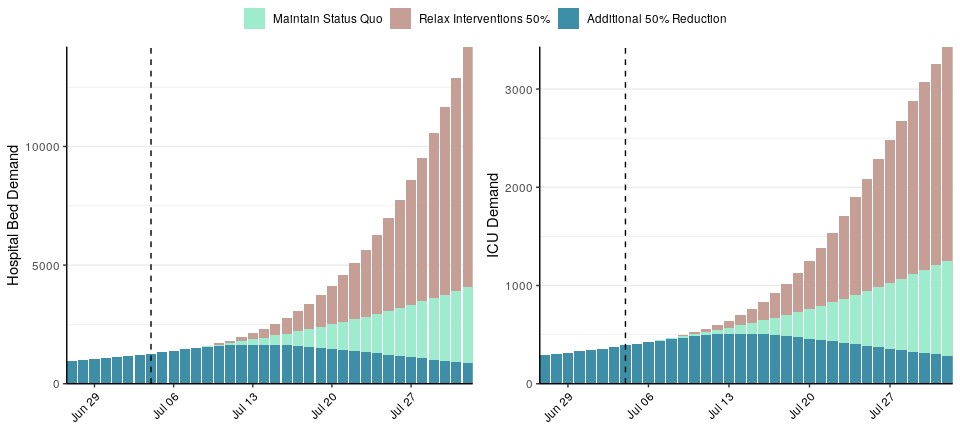 Maintain Status Quo Relax Interventions 50% Additional 50% Reduction
Hospital Bed Demand
10000
5000
0
Jun 29 Jul 06 Jul 13 Jul 20 Jul 27
ICU Demand
3000
2000
1000
0
Jun 29 Jul 06 Jul 13 Jul 20 Jul 27